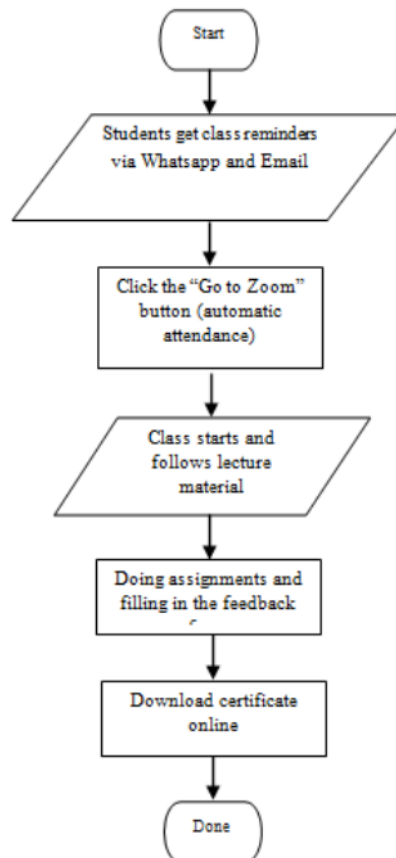 Start
Students get class reminders
via Whatsapp and Email
Click the “Go to Zoom”
button (automatic
attendance)
Class starts and
follows lecture
material
Doing assignments and
filling in the feedback
Download certificate
online
Done